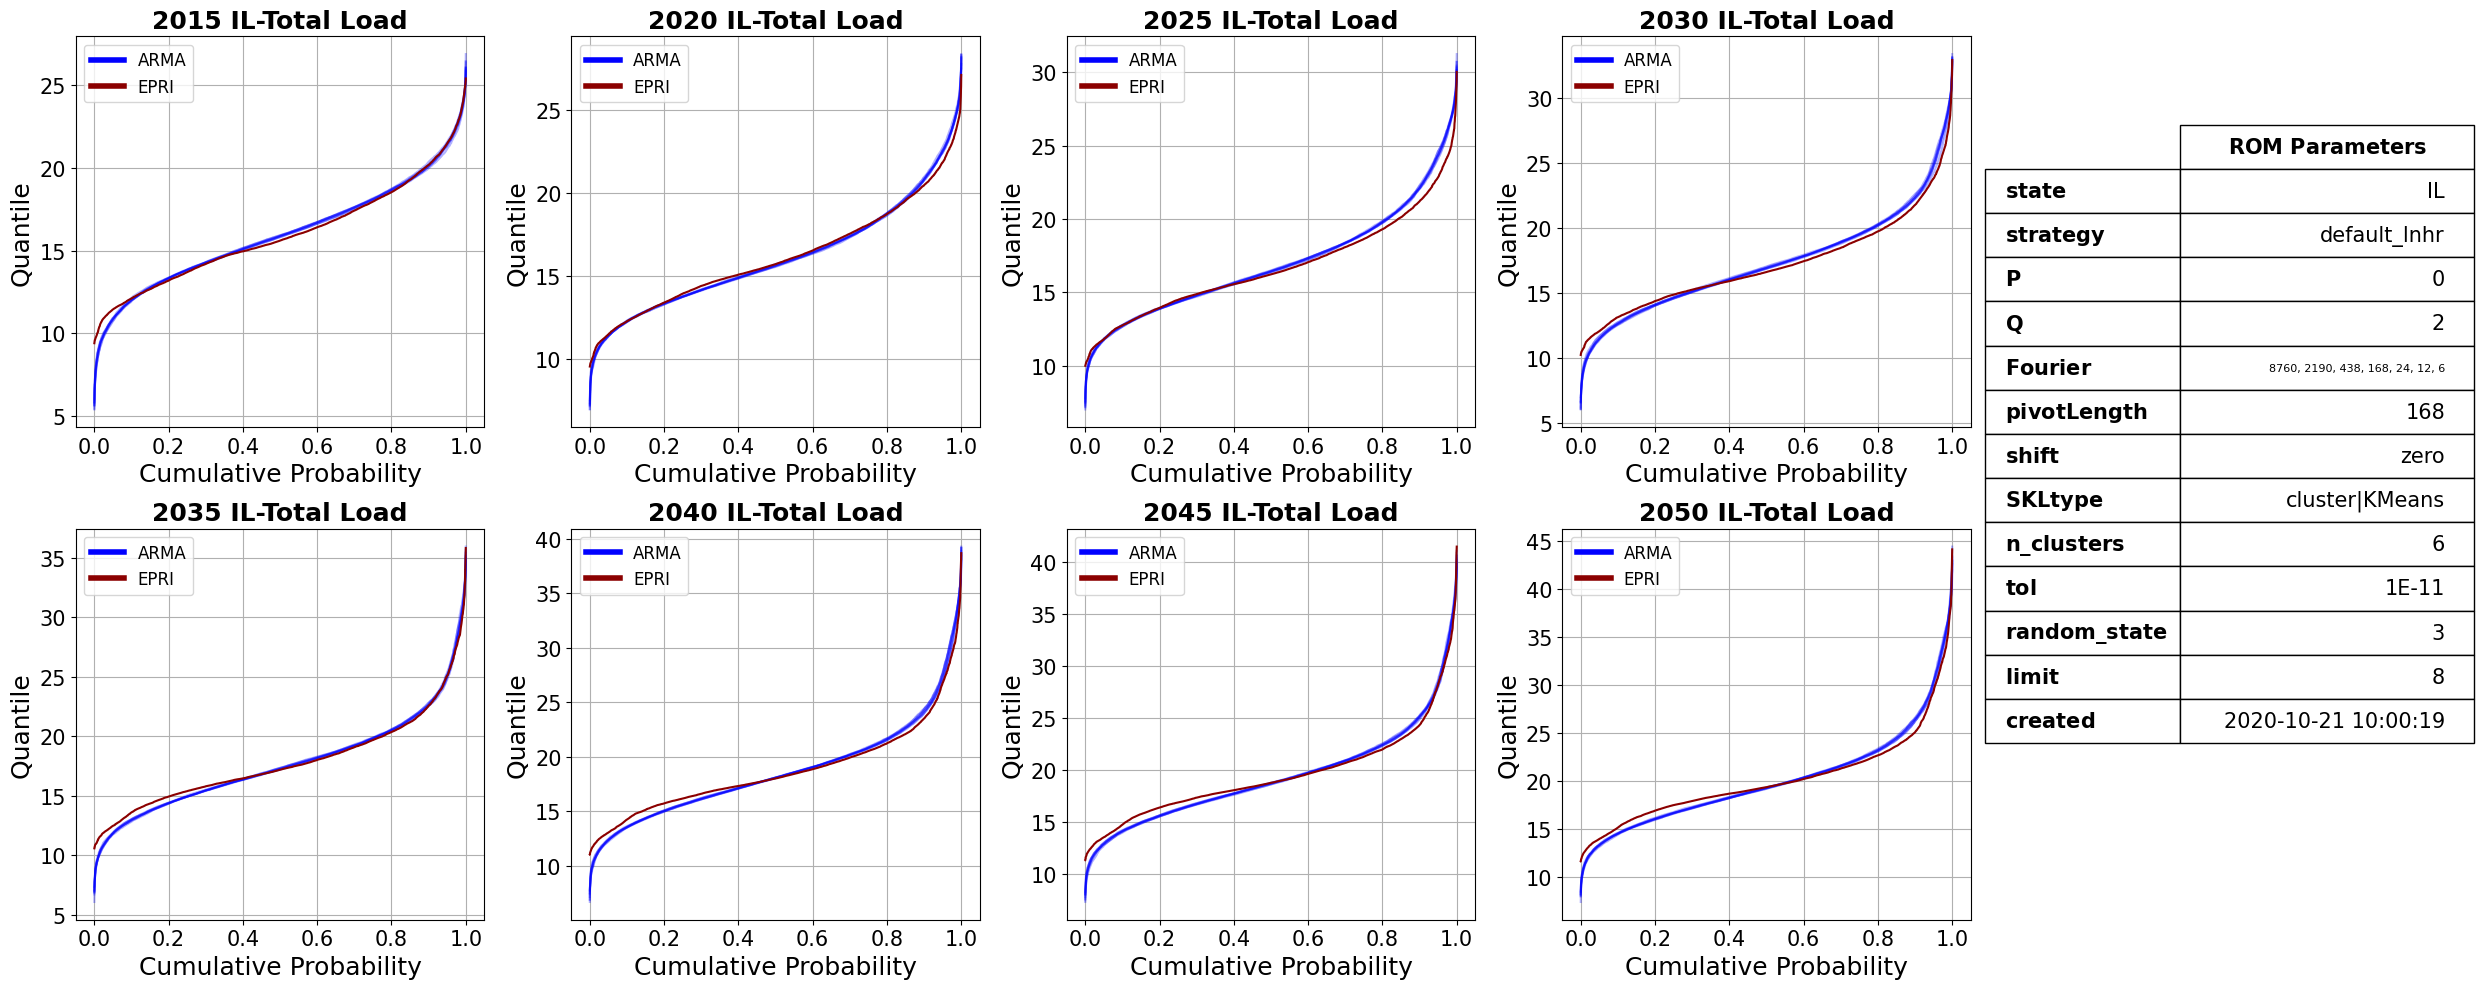 2015 IL-Total Load
ARMA
EPRI
25
20
15
10
5
Quantile
0.0 0.2 0.4 0.6 0.8 1.0
Cumulative Probability
2020 IL-Total Load
ARMA
EPRI
25
20
15
10
Quantile
0.0 0.2 0.4 0.6 0.8 1.0
Cumulative Probability
2025 IL-Total Load
ARMA
EPRI
30
25
20
15
10
Quantile
0.0 0.2 0.4 0.6 0.8 1.0
Cumulative Probability
2030 IL-Total Load
ARMA
EPRI
30
25
20
15
10
5
Quantile
0.0 0.2 0.4 0.6 0.8 1.0
Cumulative Probability
2035 IL-Total Load
ARMA
EPRI
35
30
25
20
15
10
5
Quantile
0.0 0.2 0.4 0.6 0.8 1.0
Cumulative Probability
2040 IL-Total Load
ARMA
EPRI
40
35
30
25
20
15
10
Quantile
0.0 0.2 0.4 0.6 0.8 1.0
Cumulative Probability
2045 IL-Total Load
ARMA
EPRI
40
35
30
25
20
15
10
Quantile
0.0 0.2 0.4 0.6 0.8 1.0
Cumulative Probability
2050 IL-Total Load
ARMA
EPRI
45
40
35
30
25
20
15
10
Quantile
0.0 0.2 0.4 0.6 0.8 1.0
Cumulative Probability
ROM Parameters
state IL
strategy default_lnhr
P 0
Q 2
Fourier 8760, 2190, 438, 168, 24, 12, 6
pivotLength 168
shift zero
SKLtype cluster|KMeans
n_clusters 6
tol 1E-11
random_state 3
limit 8
created 2020-10-21 10:00:19